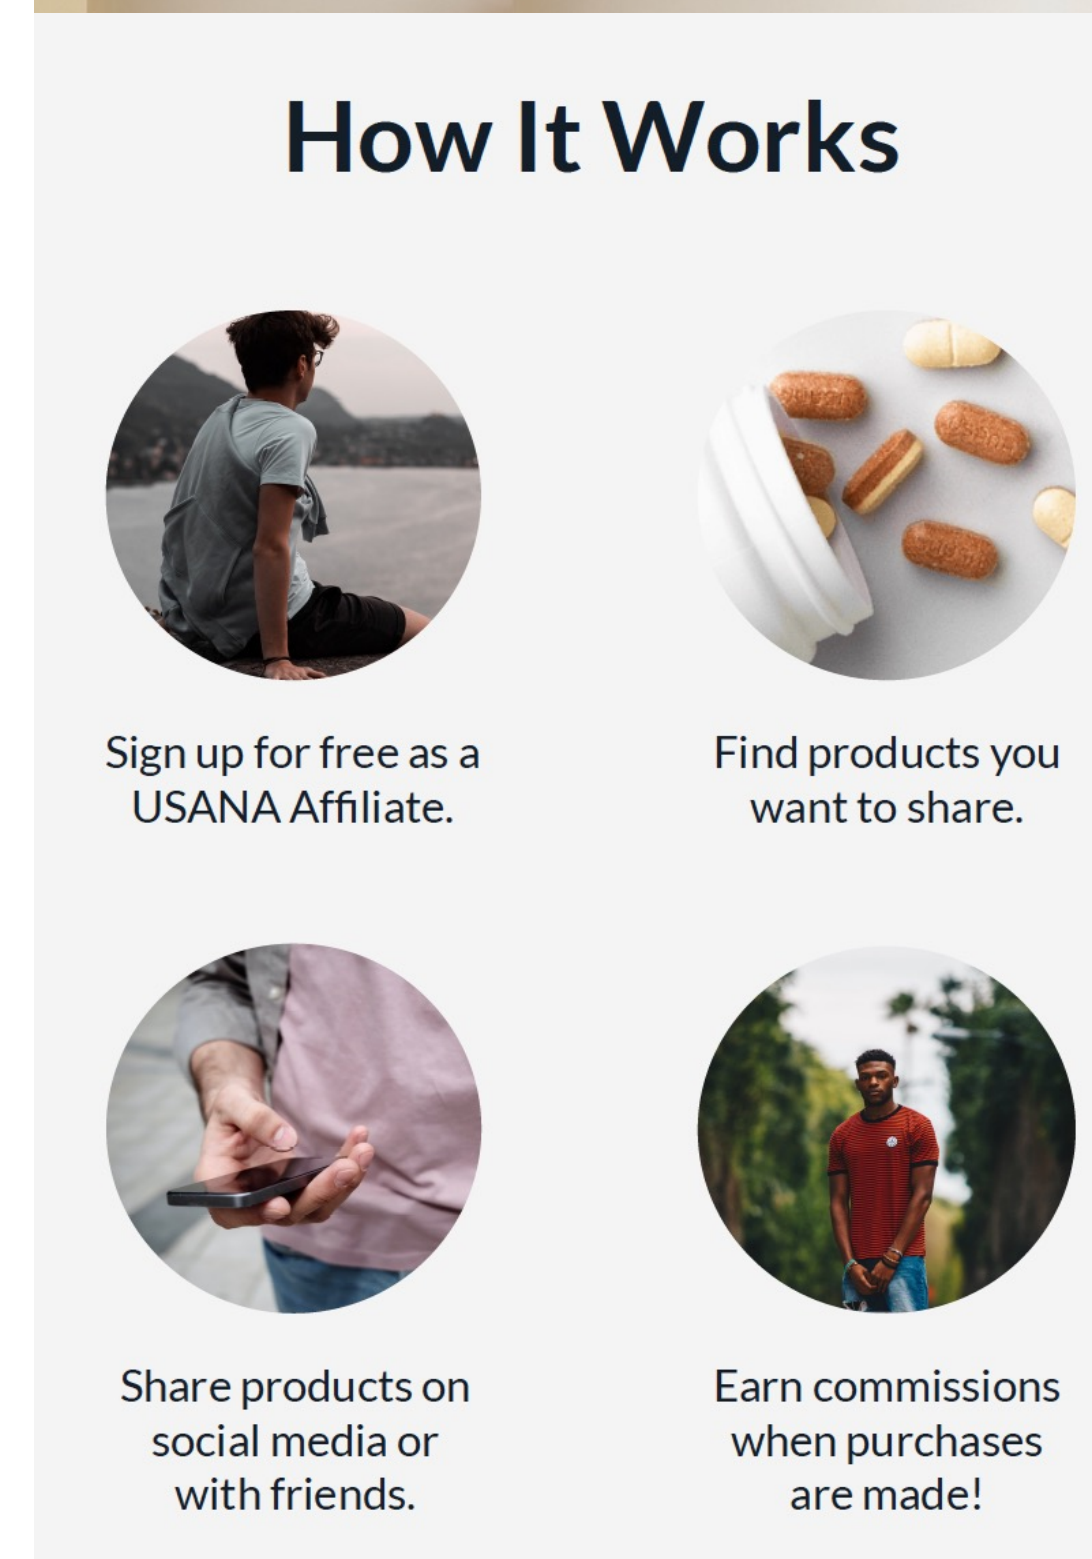 How It Works
Sign up for free as a
USANA Affiliate.
Find products you
want to share.
Share products on
social media or
with friends.
Earn commissions
when purchases
are made!